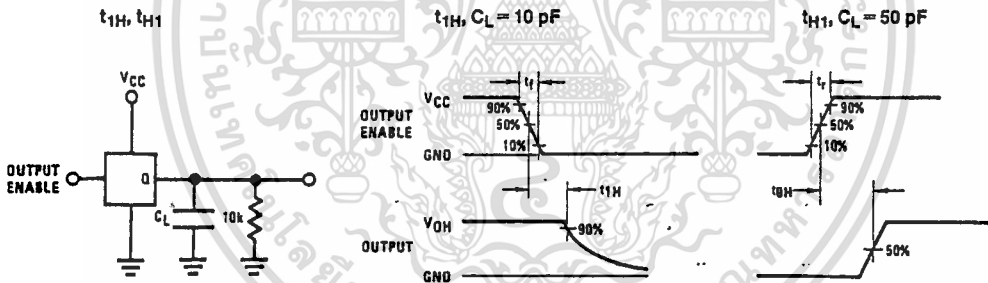 t1H, tH1
VCC
OUTPUT
ENABLE
Q
CL
10k
t1H, CL = 10 pF
tf
VCC
90%
50%
10%
OUTPUT
ENABLE
GND
t1H
VOH
90%
OUTPUT
GND
tH1, CL = 50 pF
tr
90%
50%
10%
t0H
50%